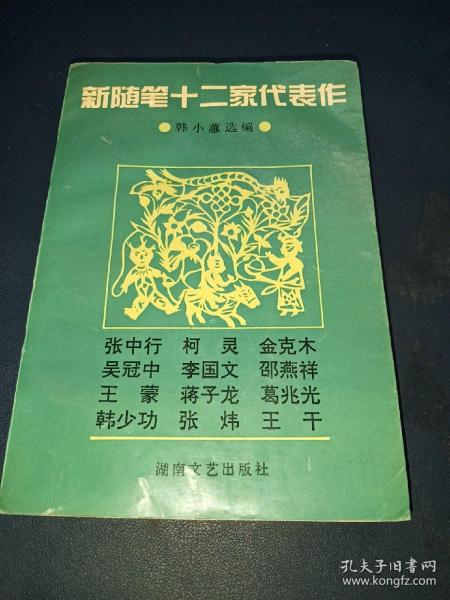 新随笔十二家代表作
韩小蕙选编
张中行 柯灵 金克木
吴冠中 李国文 邵燕祥
王蒙 蒋子龙 葛兆光
韩少功 张炜 王干
湖南文艺出版社
孔夫子旧书网
www.kongfz.com